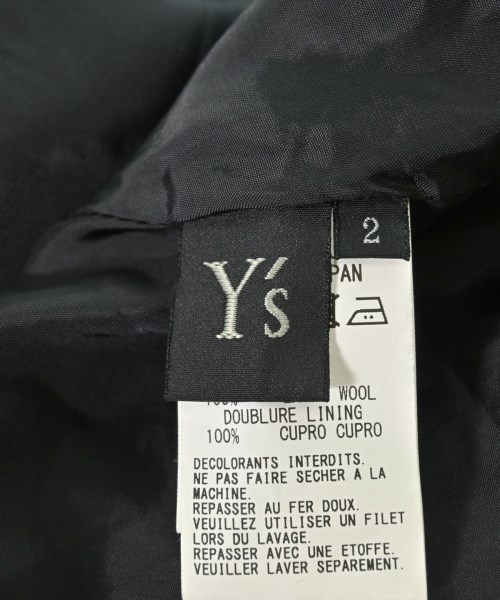 2
PAN
Y's
WOOL
DOUBLURE LINING
100% CUPRO CUPRO
DECOLORANTS INTERDITS.
NE PAS FAIRE SECHER A LA
MACHINE.
REPASSER AU FER DOUX.
VEUILLEZ UTILISER UN FILET
LORS DU LAVAGE.
REPASSER AVEC UNE ETOFFE.
VEUILLER LAVER SEPAREMENT.